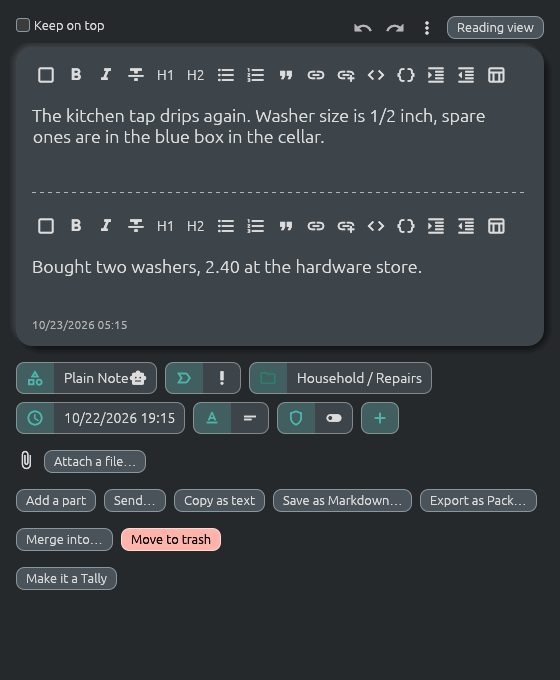 Keep on top
Reading view
B I S H1 H2
The kitchen tap drips again. Washer size is 1/2 inch, spare
ones are in the blue box in the cellar.
B I S H1 H2
Bought two washers, 2.40 at the hardware store.
10/23/2026 05:15
Plain Note
Household / Repairs
10/22/2026 19:15
Attach a file…
Add a part
Send…
Copy as text
Save as Markdown…
Export as Pack…
Merge into…
Move to trash
Make it a Tally